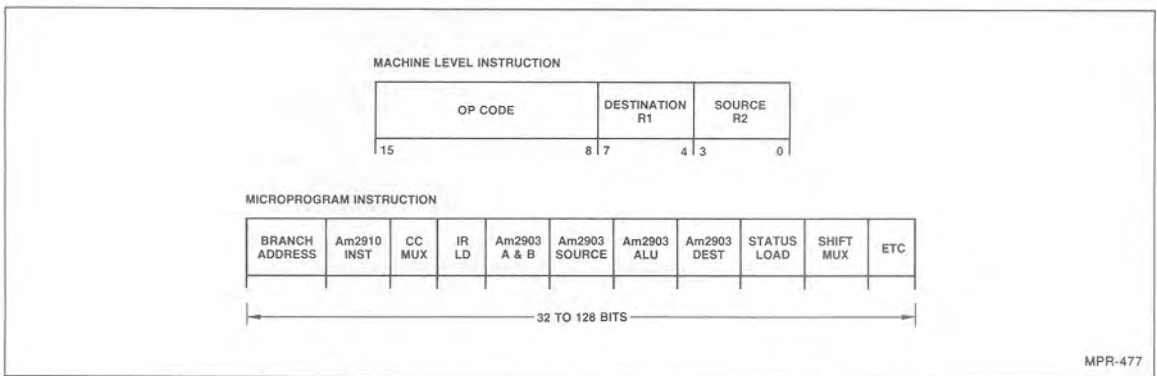 MACHINE LEVEL INSTRUCTION
OP CODE
DESTINATION
R1
SOURCE
R2
15 8 7 4 3 0
MICROPROGRAM INSTRUCTION
BRANCH
ADDRESS
Am2910
INST
CC
MUX
IR
LD
Am2903
A & B
Am2903
SOURCE
Am2903
ALU
Am2903
DEST
STATUS
LOAD
SHIFT
MUX
ETC
32 TO 128 BITS
MPR-477